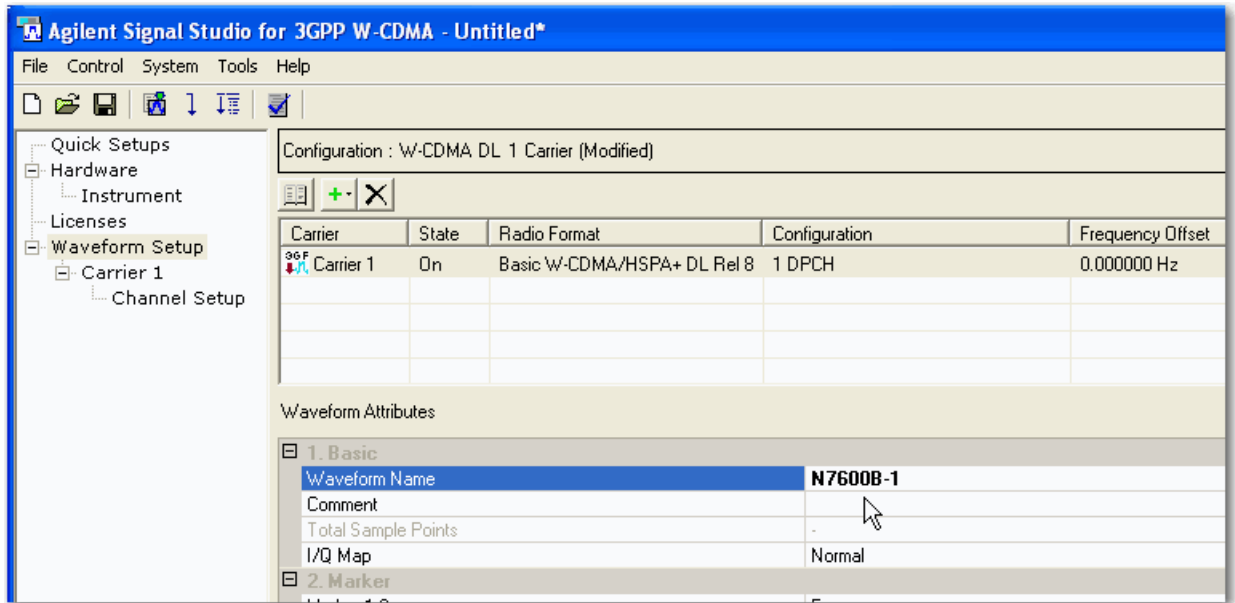 Agilent Signal Studio for 3GPP W-CDMA - Untitled*
File Control System Tools Help
Quick Setups
Hardware
Instrument
Licenses
Waveform Setup
Carrier 1
Channel Setup
Configuration : W-CDMA DL 1 Carrier (Modified)
Carrier State Radio Format Configuration Frequency Offset
Carrier 1 On Basic W-CDMA/HSPA+ DL Rel 8 1 DPCH 0.000000 Hz
Waveform Attributes
1. Basic
Waveform Name N7600B-1
Comment
Total Sample Points -
I/Q Map Normal
2. Marker